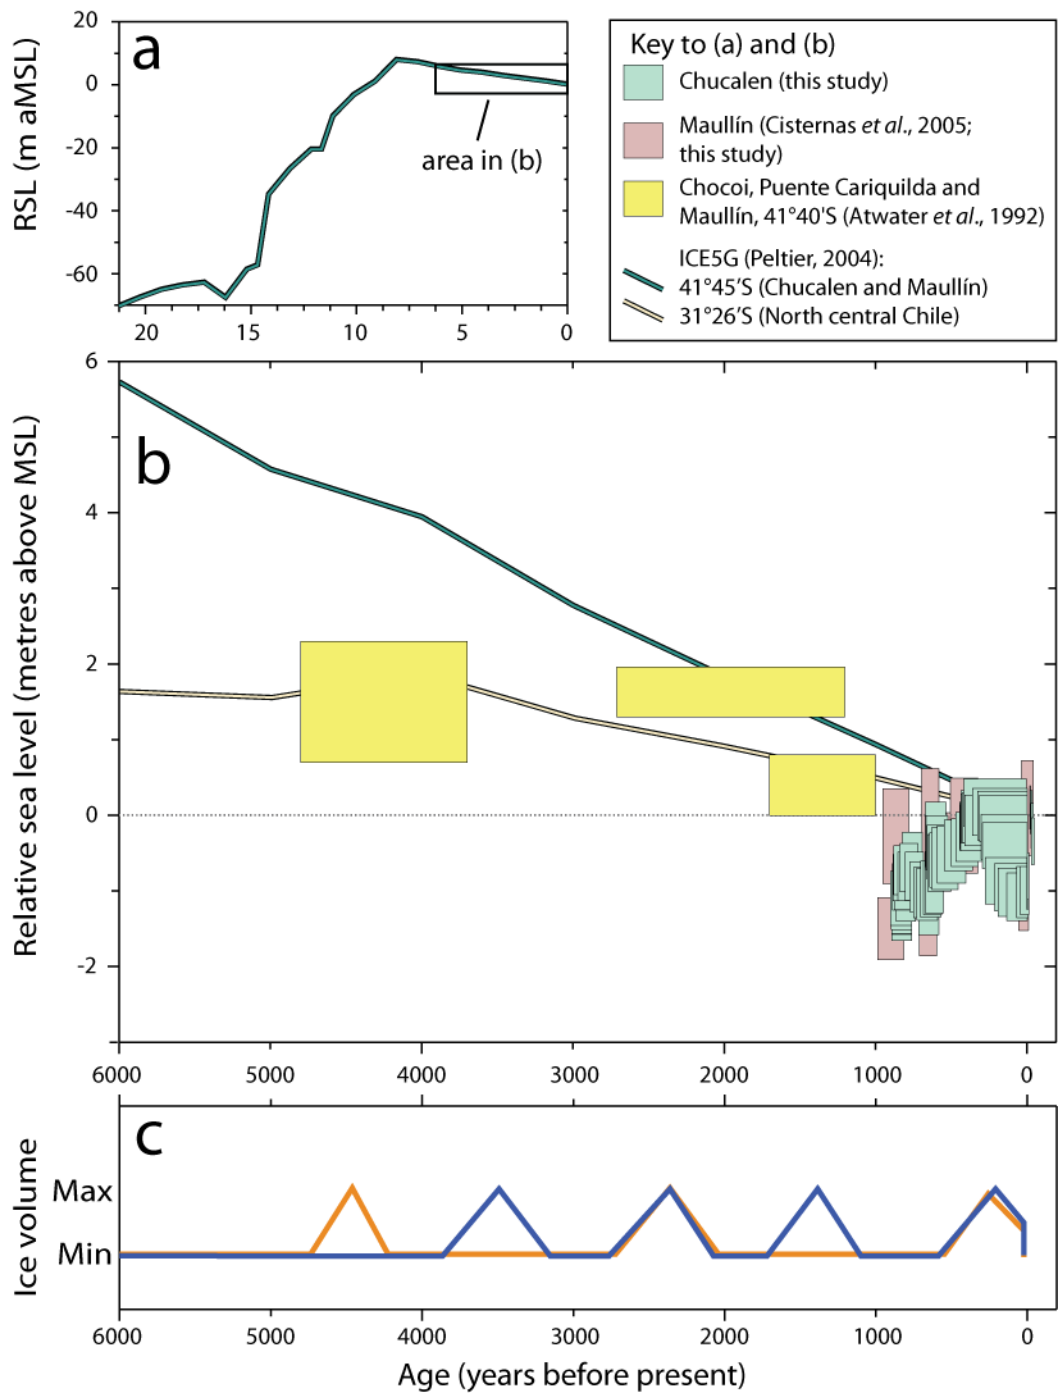 a
20
0
-20
-40
-60
RSL (m aMSL)
area in (b)
20
15
10
5
0
Key to (a) and (b)
Chucalen (this study)
Maullín (Cisternas et al., 2005;
this study)
Chocoi, Puente Cariquilda and
Maullín, 41°40'S (Atwater et al., 1992)
ICE5G (Peltier, 2004):
41°45'S (Chucalen and Maullín)
31°26'S (North central Chile)
b
6
4
2
0
-2
Relative sea level (metres above MSL)
6000
5000
4000
3000
2000
1000
0
c
Ice volume
Max
Min
6000
5000
4000
3000
2000
1000
0
Age (years before present)